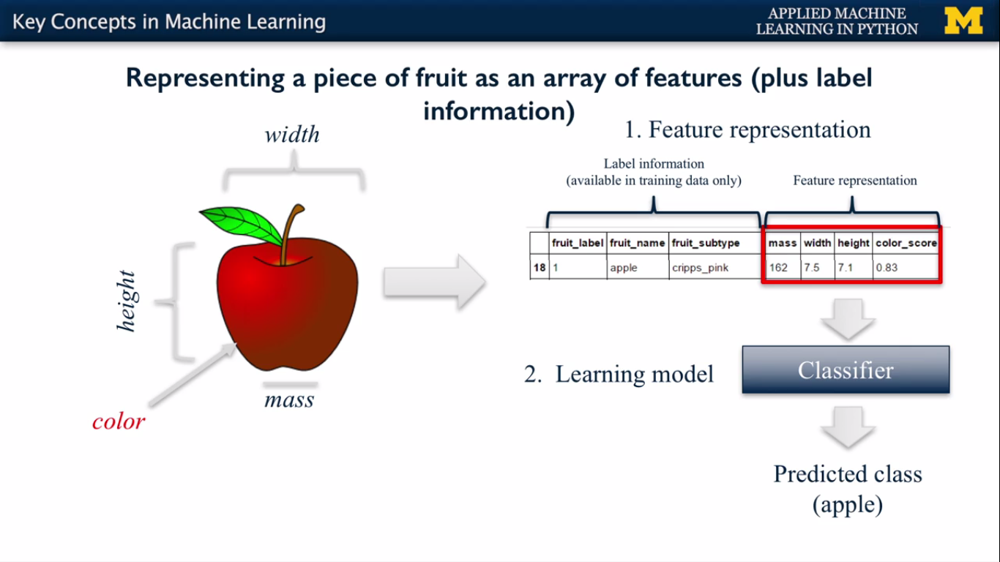 Key Concepts in Machine Learning
APPLIED MACHINE
LEARNING IN PYTHON
M
Representing a piece of fruit as an array of features (plus label
information)
width
height
color
mass
1. Feature representation
Label information
(available in training data only)
Feature representation
fruit_label fruit_name fruit_subtype mass width height color_score
18 1 apple cripps_pink 162 7.5 7.1 0.83
2. Learning model
Classifier
Predicted class
(apple)